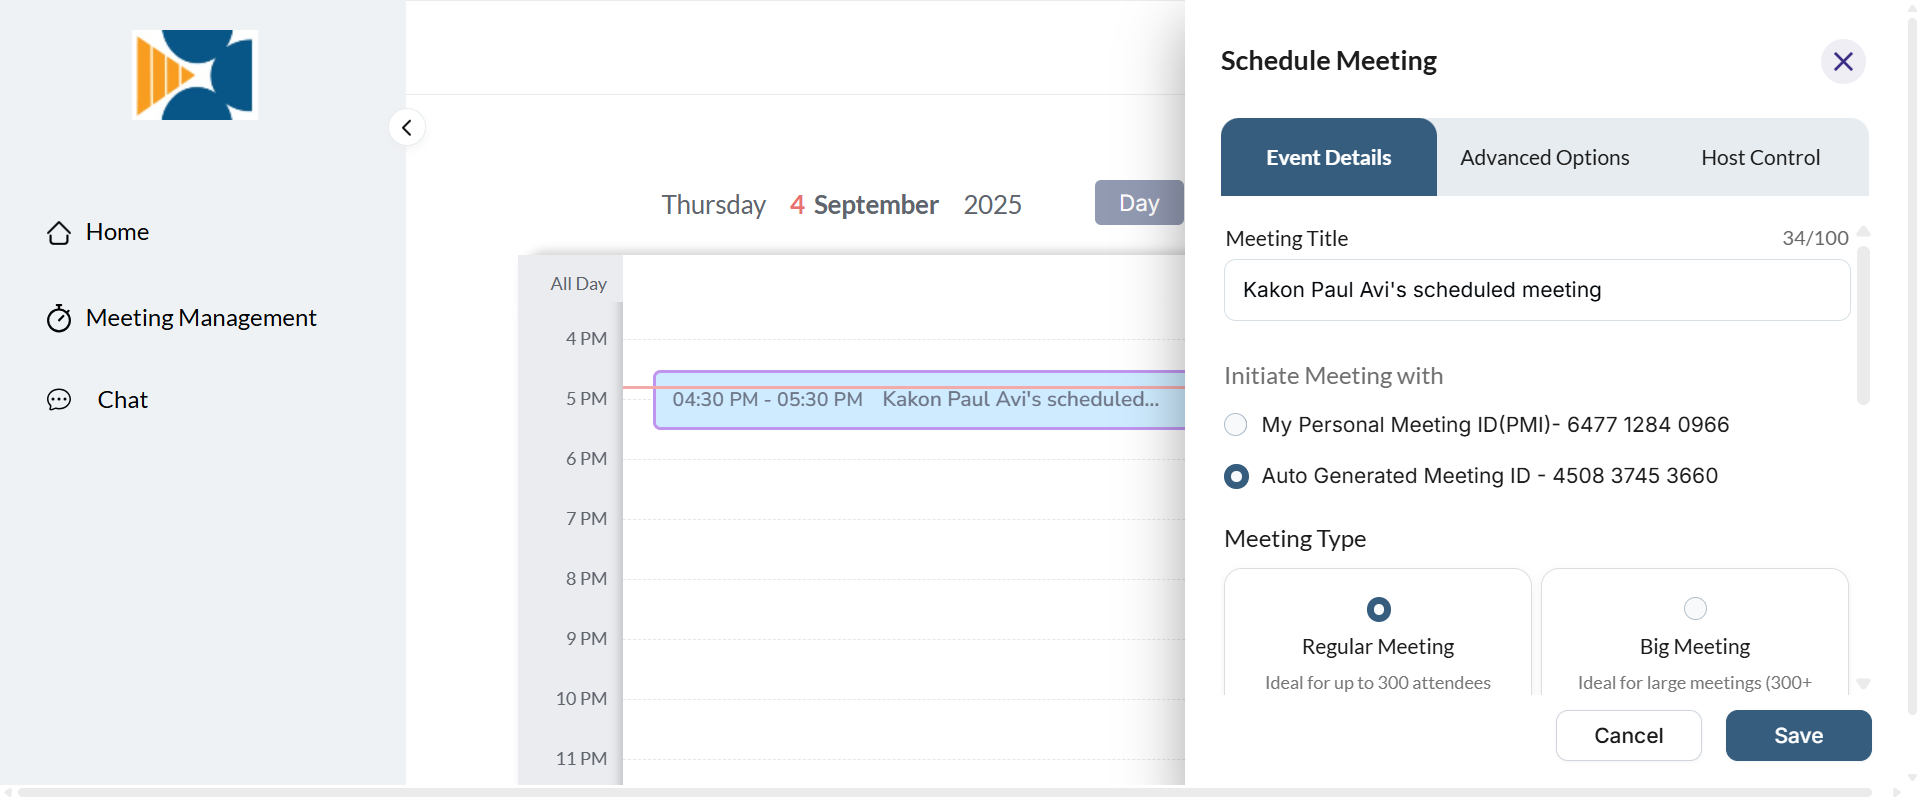 Home
Meeting Management
Chat
Thursday 4 September 2025 Day
All Day
4 PM
5 PM
04:30 PM - 05:30 PM Kakon Paul Avi's scheduled...
6 PM
7 PM
8 PM
9 PM
10 PM
11 PM
Schedule Meeting
Event Details Advanced Options Host Control
Meeting Title 34/100
Kakon Paul Avi's scheduled meeting
Initiate Meeting with
My Personal Meeting ID(PMI)- 6477 1284 0966
Auto Generated Meeting ID - 4508 3745 3660
Meeting Type
Regular Meeting
Ideal for up to 300 attendees
Big Meeting
Ideal for large meetings (300+
Cancel Save